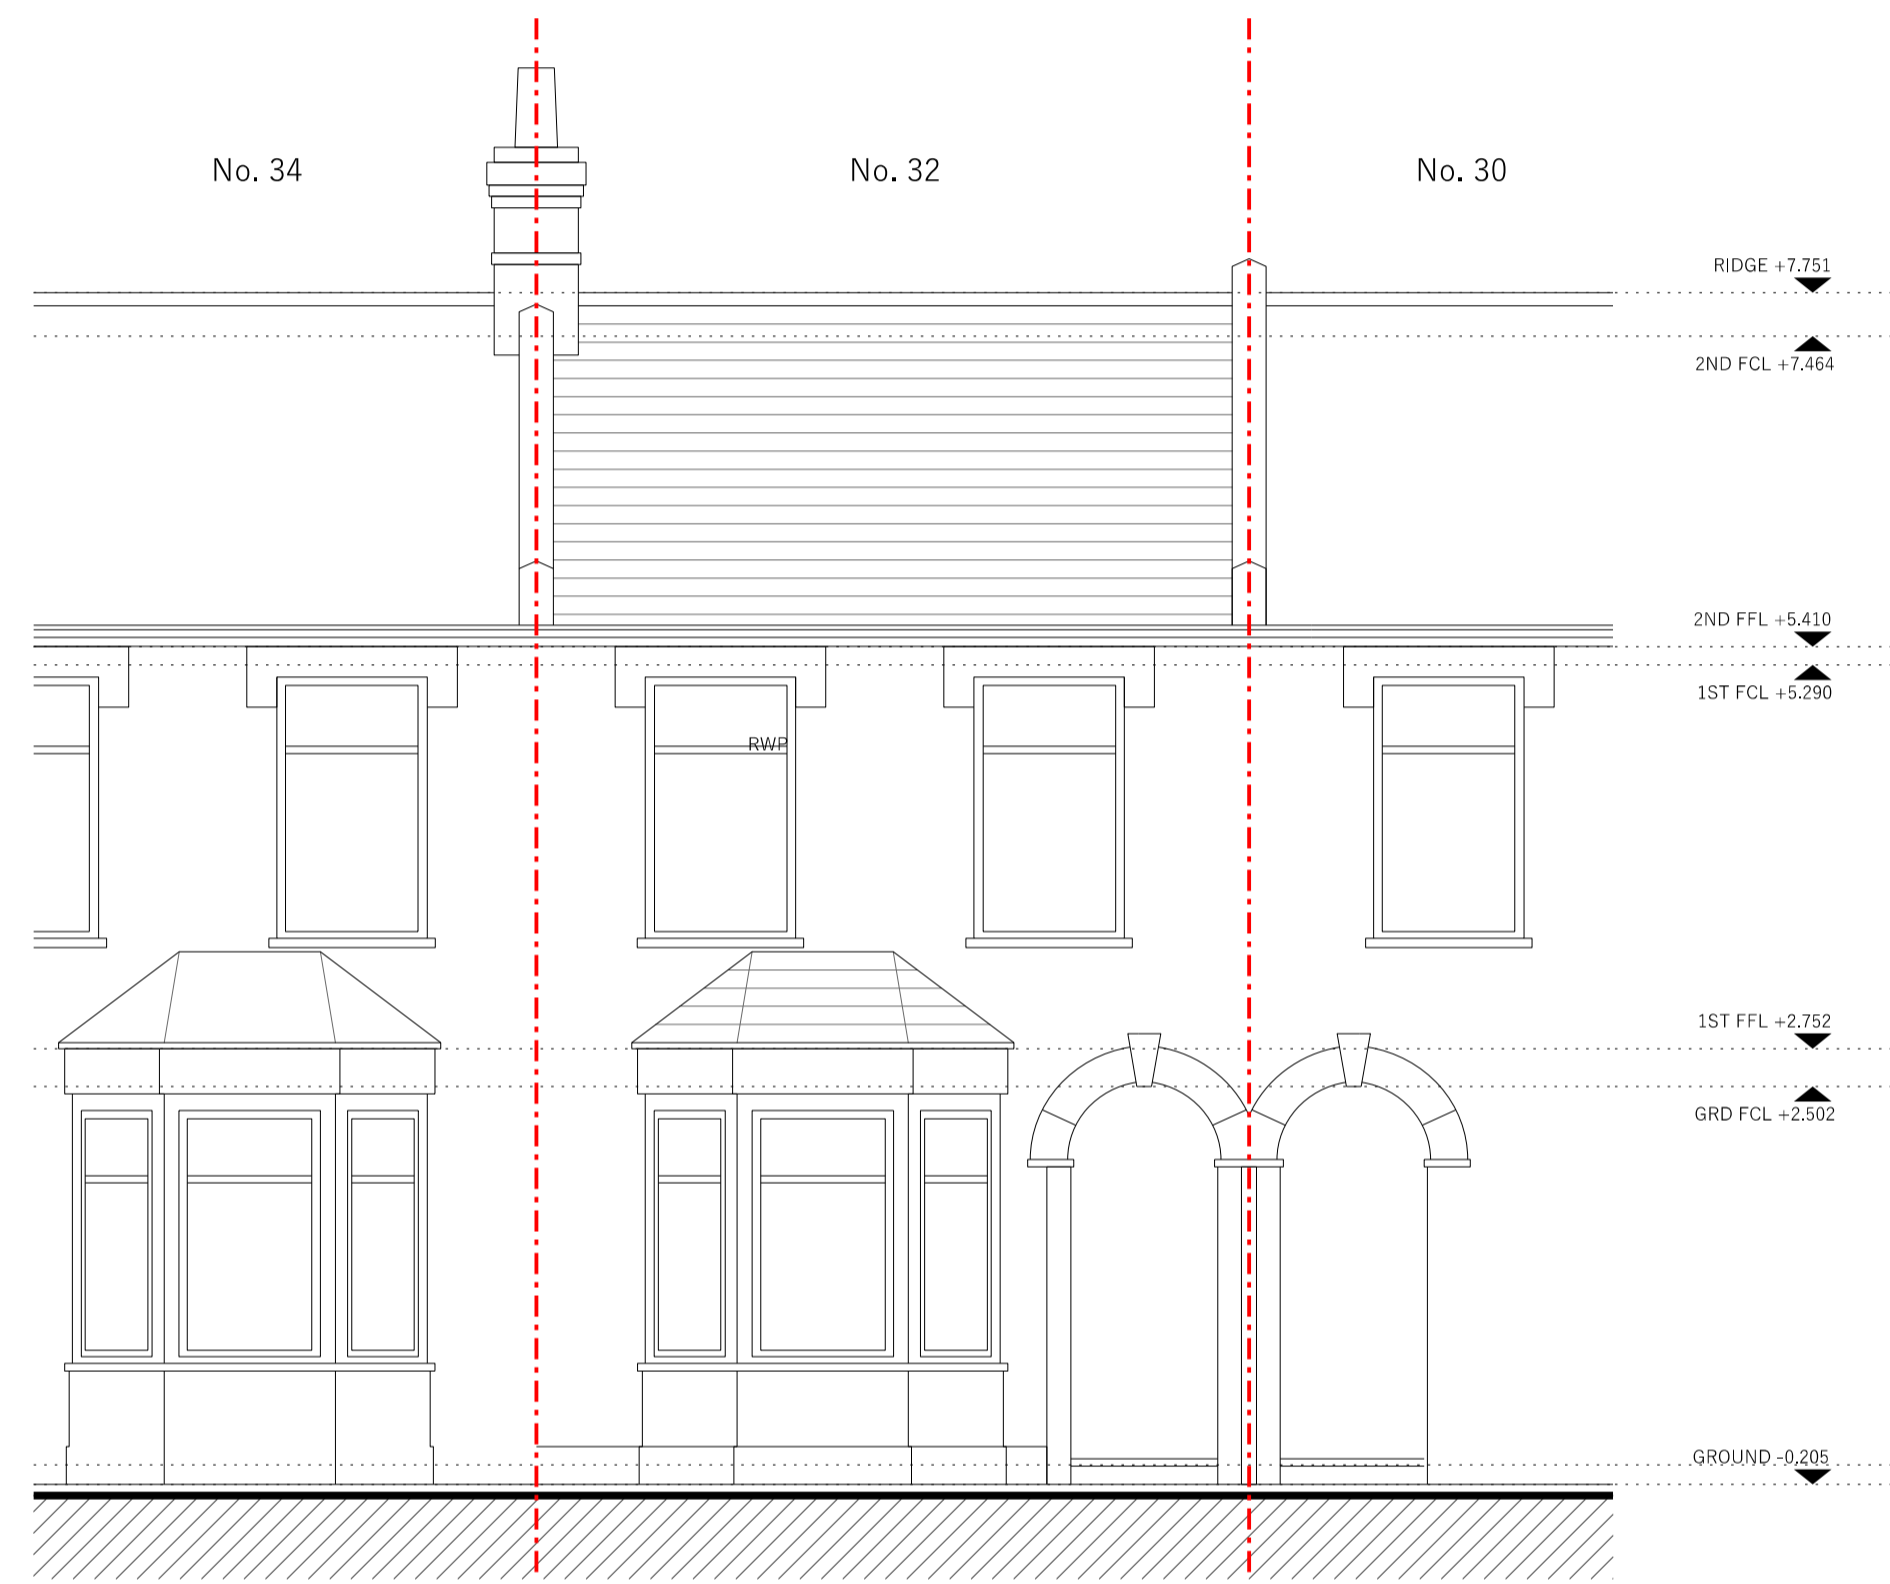 No. 34
No. 32
No. 30
RIDGE +7.751
2ND FCL +7.464
2ND FFL +5.410
1ST FCL +5.290
RWP
1ST FFL +2.752
GRD FCL +2.502
GROUND -0.205